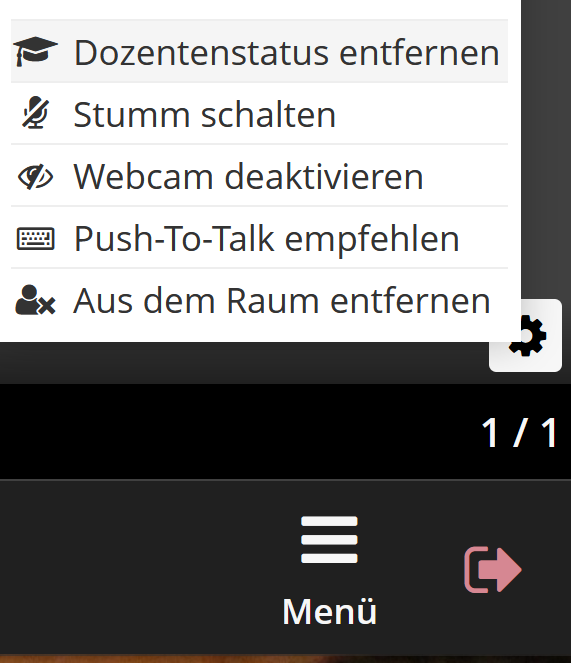 Dozentenstatus entfernen
Stumm schalten
Webcam deaktivieren
Push-To-Talk empfehlen
Aus dem Raum entfernen
1 / 1
Menü